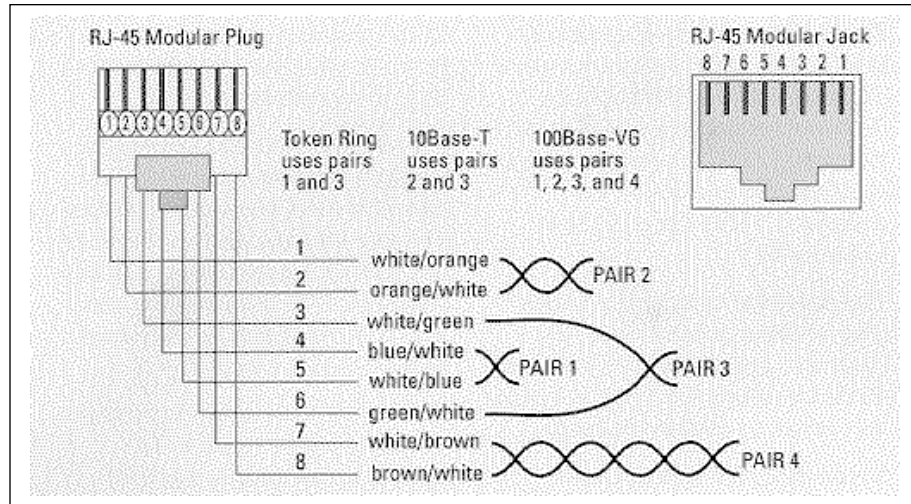 RJ-45 Modular Plug
RJ-45 Modular Jack
8 7 6 5 4 3 2 1
1 2 3 4 5 6 7 8
Token Ring
uses pairs
1 and 3
10Base-T
uses pairs
2 and 3
100Base-VG
uses pairs
1, 2, 3, and 4
1 white/orange
2 orange/white
PAIR 2
3 white/green
4 blue/white
5 white/blue
PAIR 1
PAIR 3
6 green/white
7 white/brown
8 brown/white
PAIR 4